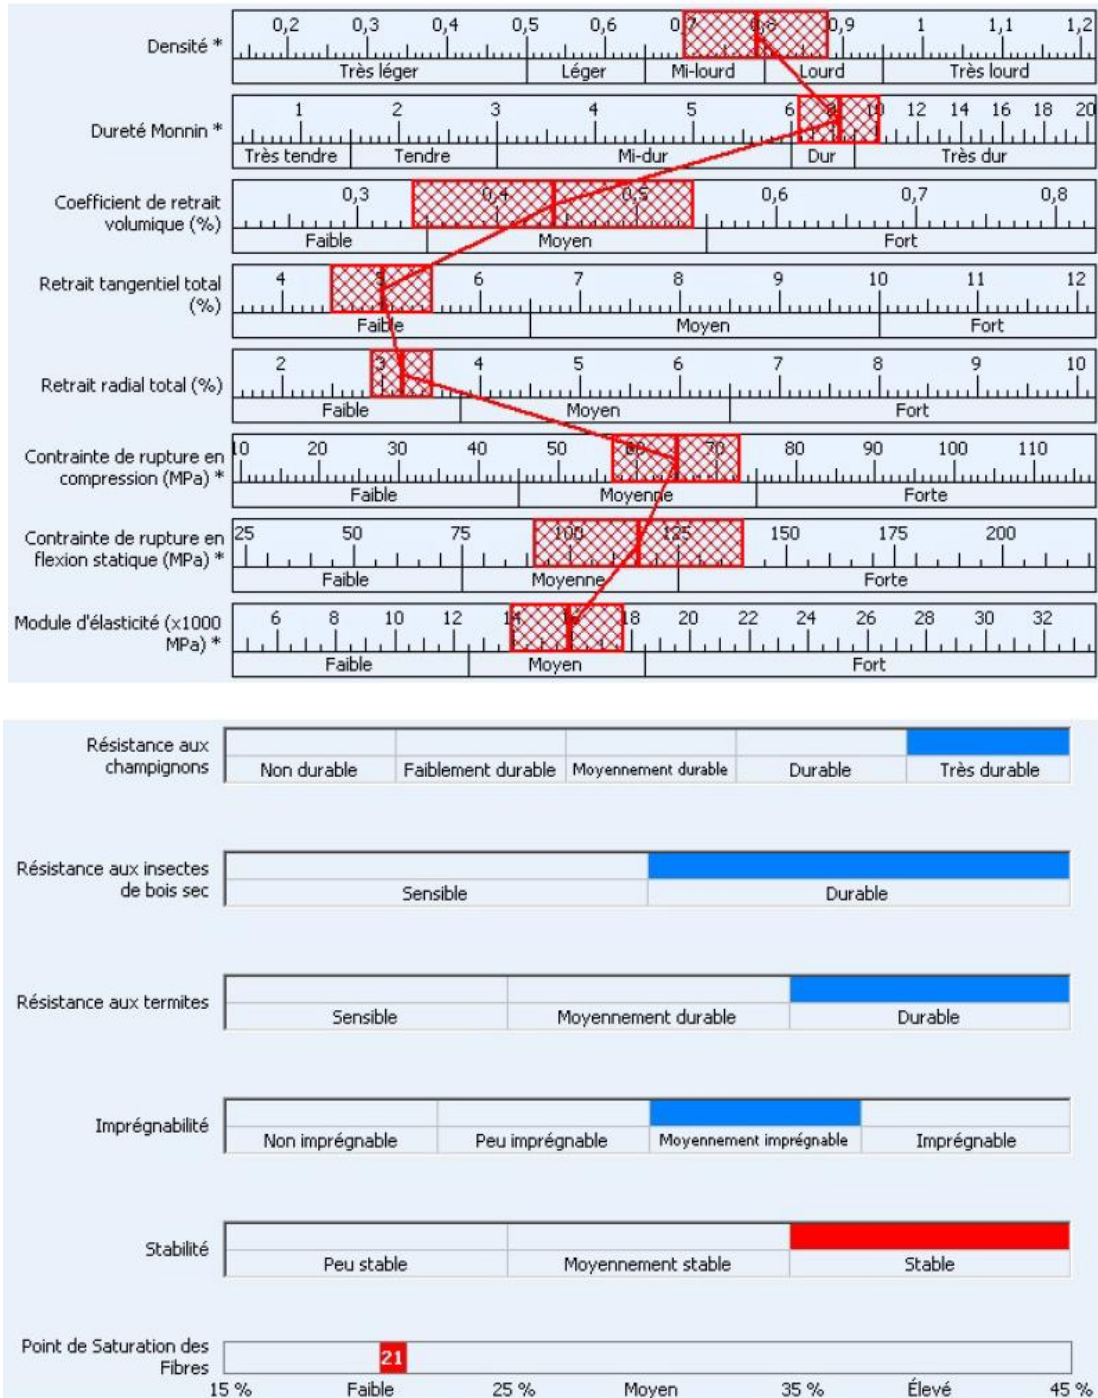 0,2 0,3 0,4 0,5 0,6 0,7 0,8 0,9 1 1,1 1,2
Densité *
Très léger Léger Mi-lourd Lourd Très lourd
1 2 3 4 5 6 8 10 12 14 16 18 20
Dureté Monnin *
Très tendre Tendre Mi-dur Dur Très dur
0,3 0,4 0,5 0,6 0,7 0,8
Coefficient de retrait
volumique (%)
Faible Moyen Fort
4 5 6 7 8 9 10 11 12
Retrait tangentiel total
(%)
Faible Moyen Fort
2 3 4 5 6 7 8 9 10
Retrait radial total (%)
Faible Moyen Fort
10 20 30 40 50 60 70 80 90 100 110
Contrainte de rupture en
compression (MPa) *
Faible Moyenne Forte
25 50 75 100 125 150 175 200
Contrainte de rupture en
flexion statique (MPa) *
Faible Moyenne Forte
6 8 10 12 14 16 18 20 22 24 26 28 30 32
Module d'élasticité (x1000
MPa) *
Faible Moyen Fort
Résistance aux
champignons
Non durable Faiblement durable Moyennement durable Durable Très durable
Résistance aux insectes
de bois sec
Sensible Durable
Résistance aux termites
Sensible Moyennement durable Durable
Imprégnabilité
Non imprégnable Peu imprégnable Moyennement imprégnable Imprégnable
Stabilité
Peu stable Moyennement stable Stable
Point de Saturation des
Fibres
21
15 % Faible 25 % Moyen 35 % Élevé 45 %